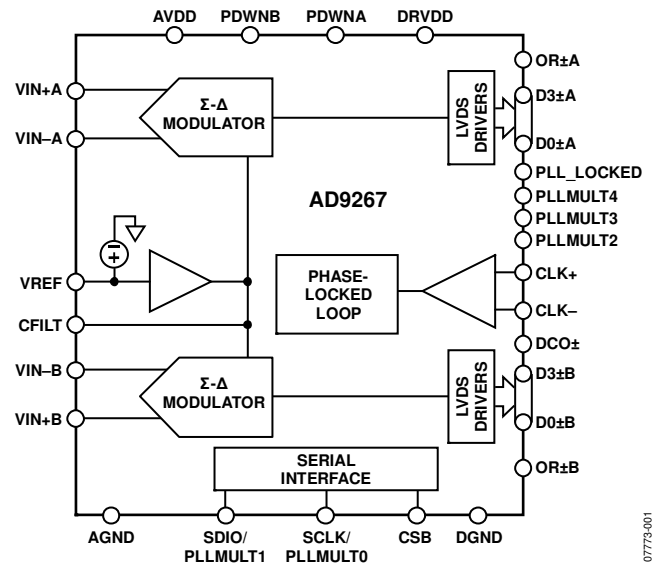 AVDD PDWNB PDWNA DRVDD
OR±A
VIN+A
Σ-Δ
MODULATOR
LVDS
DRIVERS
D3±A
VIN–A
D0±A
PLL_LOCKED
AD9267
PLLMULT4
PLLMULT3
PLLMULT2
VREF
PHASE-
LOCKED
LOOP
CLK+
CFILT
CLK–
DCO±
VIN–B
Σ-Δ
MODULATOR
LVDS
DRIVERS
D3±B
VIN+B
D0±B
SERIAL
INTERFACE
OR±B
AGND
SDIO/
PLLMULT1
SCLK/
PLLMULT0
CSB
DGND
07773-001